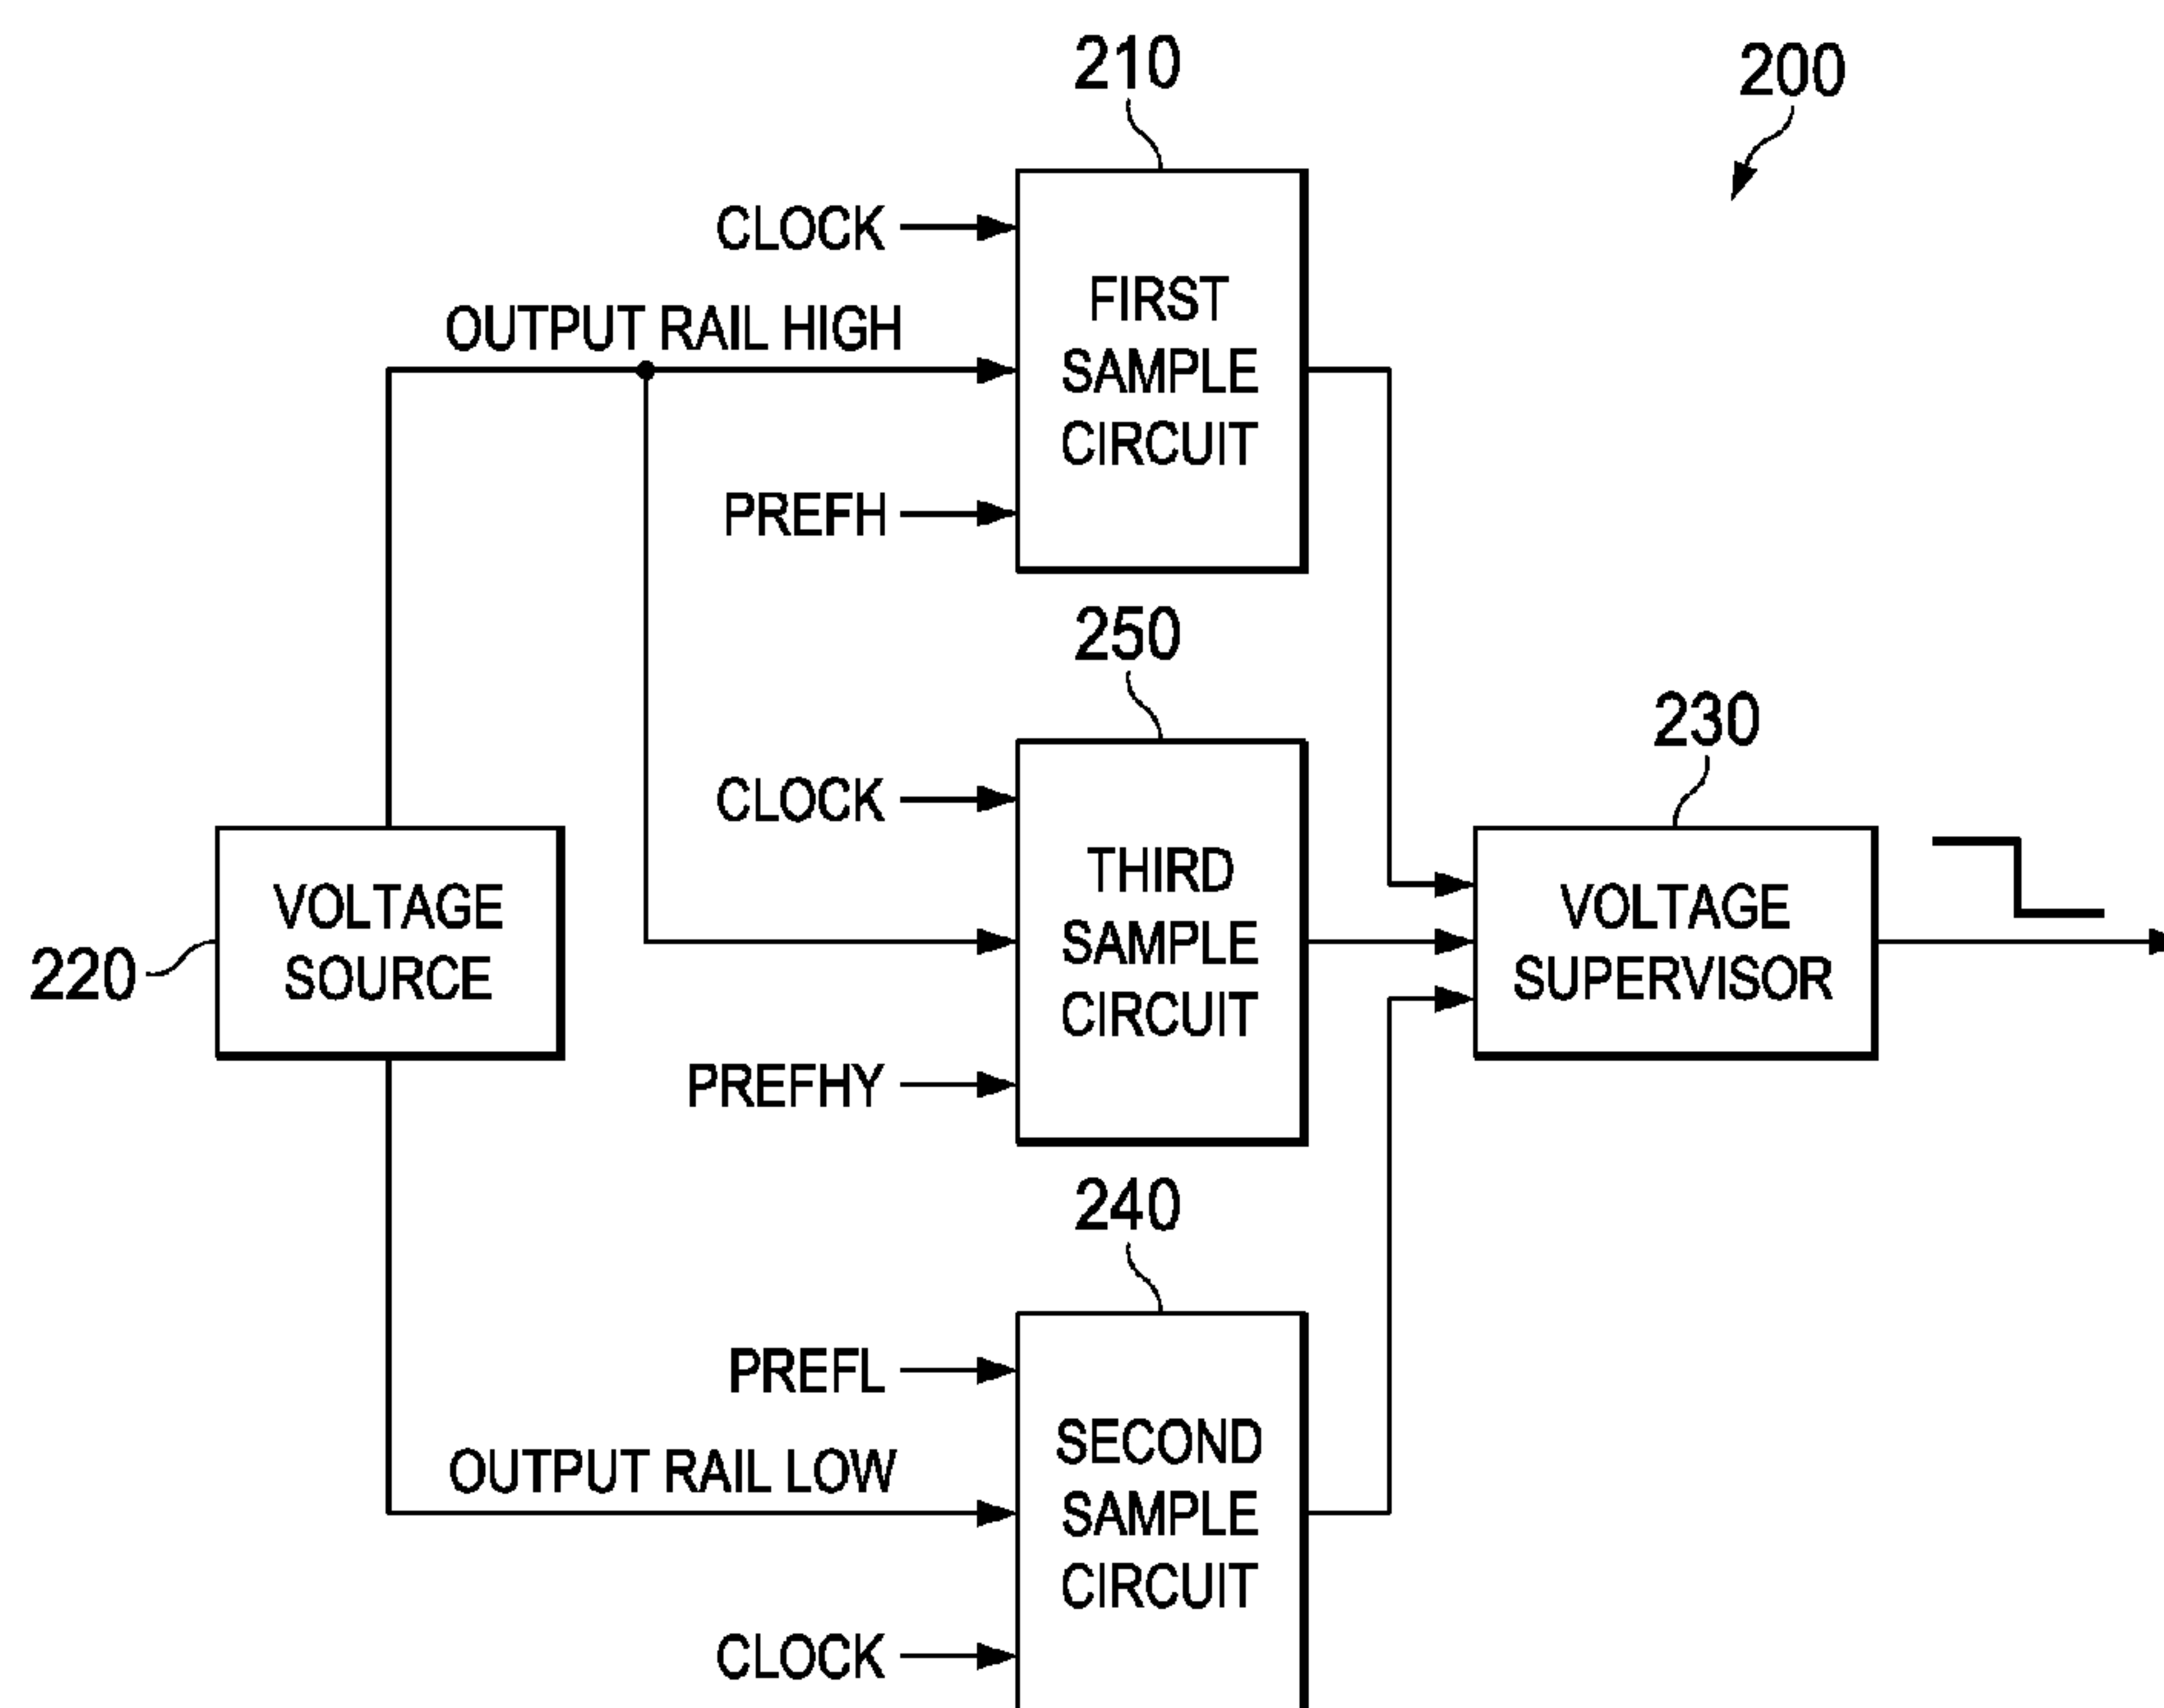 210
200
CLOCK
OUTPUT RAIL HIGH
FIRST
SAMPLE
CIRCUIT
PREFH
250
230
CLOCK
THIRD
SAMPLE
CIRCUIT
VOLTAGE
SOURCE
220
VOLTAGE
SUPERVISOR
PREFHY
240
PREFL
OUTPUT RAIL LOW
SECOND
SAMPLE
CIRCUIT
CLOCK